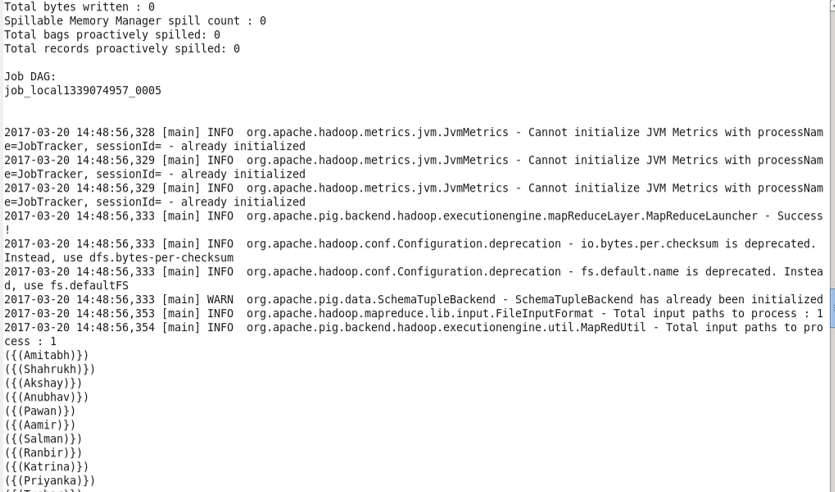 Total bytes written : 0
Spillable Memory Manager spill count : 0
Total bags proactively spilled: 0
Total records proactively spilled: 0
Job DAG:
job_local1339074957_0005
2017-03-20 14:48:56,328 [main] INFO  org.apache.hadoop.metrics.jvm.JvmMetrics - Cannot initialize JVM Metrics with processNam
e=JobTracker, sessionId= - already initialized
2017-03-20 14:48:56,329 [main] INFO  org.apache.hadoop.metrics.jvm.JvmMetrics - Cannot initialize JVM Metrics with processNam
e=JobTracker, sessionId= - already initialized
2017-03-20 14:48:56,329 [main] INFO  org.apache.hadoop.metrics.jvm.JvmMetrics - Cannot initialize JVM Metrics with processNam
e=JobTracker, sessionId= - already initialized
2017-03-20 14:48:56,333 [main] INFO  org.apache.pig.backend.hadoop.executionengine.mapReduceLayer.MapReduceLauncher - Success
!
2017-03-20 14:48:56,333 [main] INFO  org.apache.hadoop.conf.Configuration.deprecation - io.bytes.per.checksum is deprecated.
Instead, use dfs.bytes-per-checksum
2017-03-20 14:48:56,333 [main] INFO  org.apache.hadoop.conf.Configuration.deprecation - fs.default.name is deprecated. Instea
d, use fs.defaultFS
2017-03-20 14:48:56,333 [main] WARN  org.apache.pig.data.SchemaTupleBackend - SchemaTupleBackend has already been initialized
2017-03-20 14:48:56,353 [main] INFO  org.apache.hadoop.mapreduce.lib.input.FileInputFormat - Total input paths to process : 1
2017-03-20 14:48:56,354 [main] INFO  org.apache.pig.backend.hadoop.executionengine.util.MapRedUtil - Total input paths to pro
cess : 1
({(Amitabh)})
({(Shahrukh)})
({(Akshay)})
({(Anubhav)})
({(Pawan)})
({(Aamir)})
({(Salman)})
({(Ranbir)})
({(Katrina)})
({(Priyanka)})